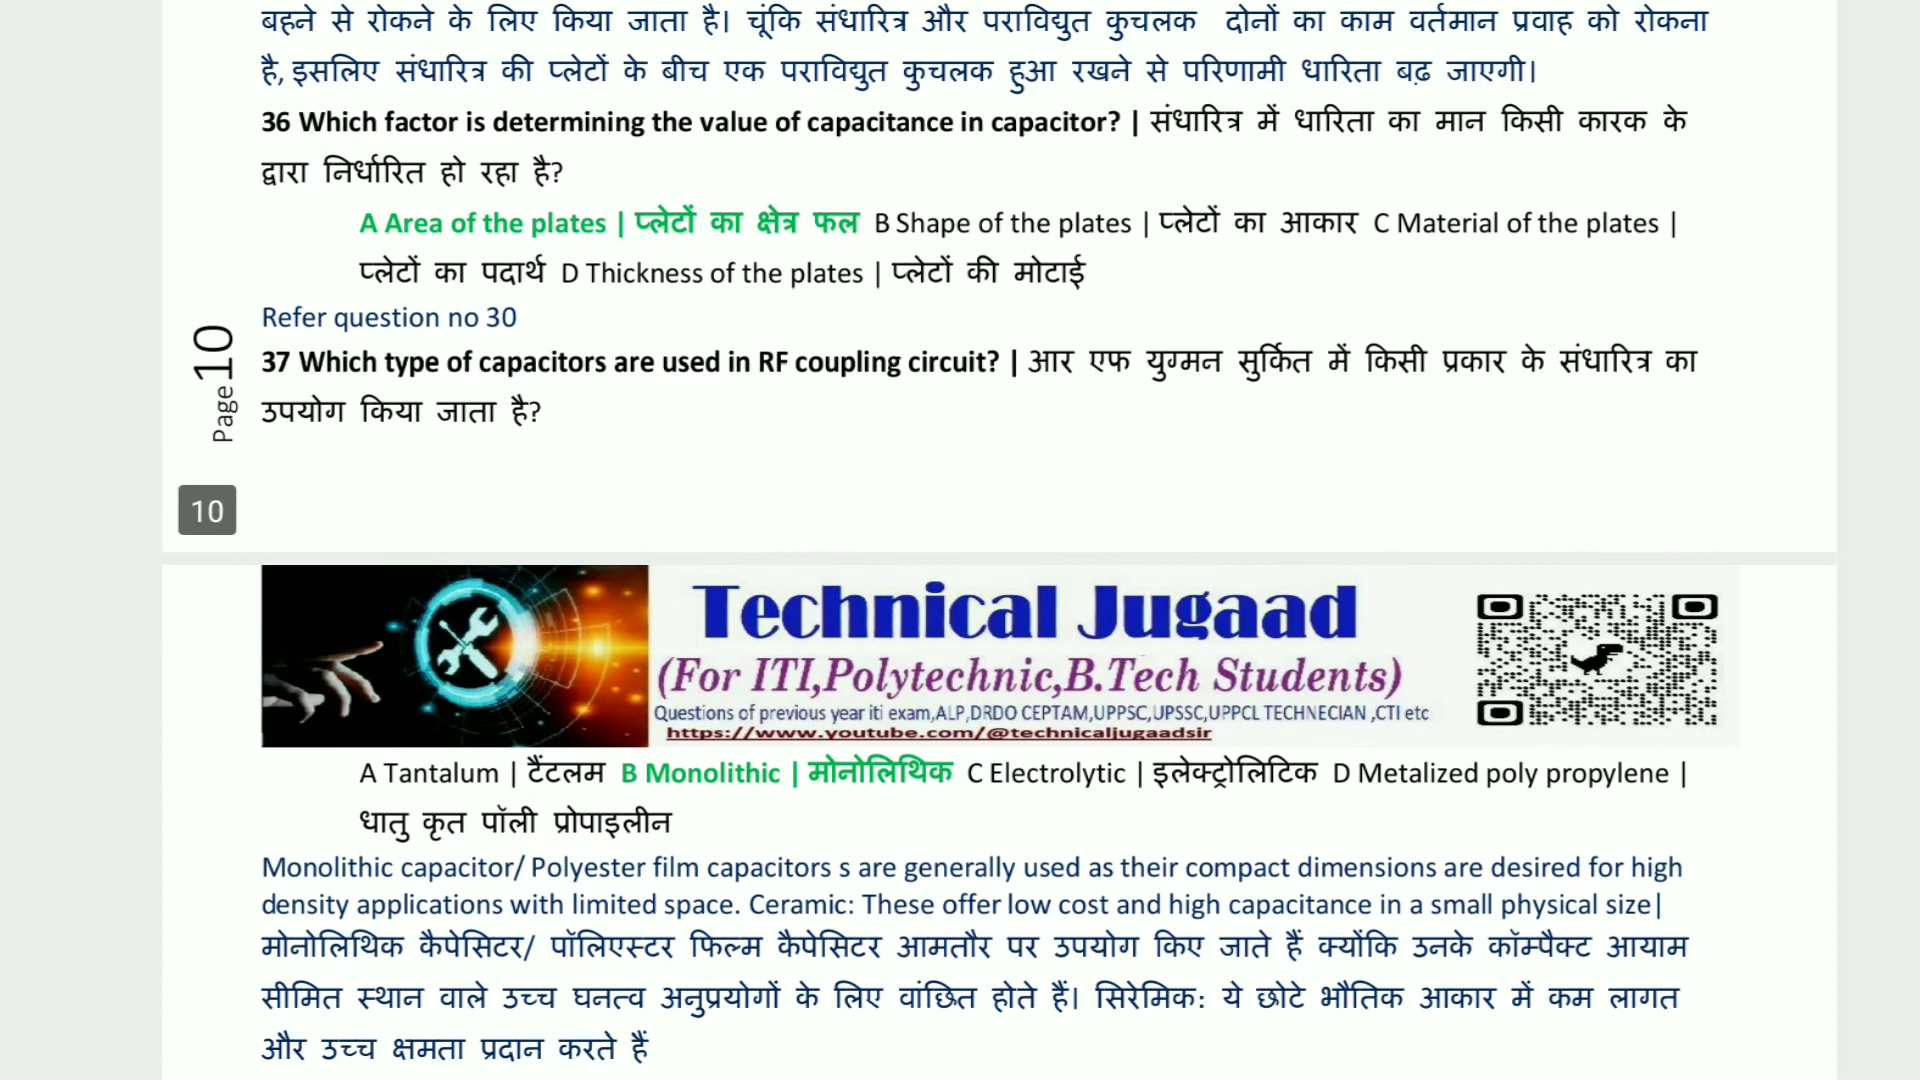 बहने से रोकने के लिए किया जाता है। चूंकि संधारित्र और पराविद्युत कुचलक दोनों का काम वर्तमान प्रवाह को रोकना
है, इसलिए संधारित्र की प्लेटों के बीच एक पराविद्युत कुचलक हुआ रखने से परिणामी धारिता बढ़ जाएगी।
36 Which factor is determining the value of capacitance in capacitor? | संधारित्र में धारिता का मान किसी कारक के
द्वारा निर्धारित हो रहा है?
A Area of the plates | प्लेटों का क्षेत्र फल B Shape of the plates | प्लेटों का आकार C Material of the plates |
प्लेटों का पदार्थ D Thickness of the plates | प्लेटों की मोटाई
Refer question no 30
37 Which type of capacitors are used in RF coupling circuit? | आर एफ युग्मन सुर्कित में किसी प्रकार के संधारित्र का
उपयोग किया जाता है?
Page 10
10
Technical Jugaad
(For ITI,Polytechnic,B.Tech Students)
Questions of previous year iti exam,ALP,DRDO CEPTAM,UPPSC,UPSSC,UPPCL TECHNECIAN ,CTI etc
https://www.youtube.com/@technicaljugaadsir
A Tantalum | टैंटलम B Monolithic | मोनोलिथिक C Electrolytic | इलेक्ट्रोलिटिक D Metalized poly propylene |
धातु कृत पॉली प्रोपाइलीन
Monolithic capacitor/ Polyester film capacitors s are generally used as their compact dimensions are desired for high
density applications with limited space. Ceramic: These offer low cost and high capacitance in a small physical size|
मोनोलिथिक कैपेसिटर/ पॉलिएस्टर फिल्म कैपेसिटर आमतौर पर उपयोग किए जाते हैं क्योंकि उनके कॉम्पैक्ट आयाम
सीमित स्थान वाले उच्च घनत्व अनुप्रयोगों के लिए वांछित होते हैं। सिरेमिक: ये छोटे भौतिक आकार में कम लागत
और उच्च क्षमता प्रदान करते हैं